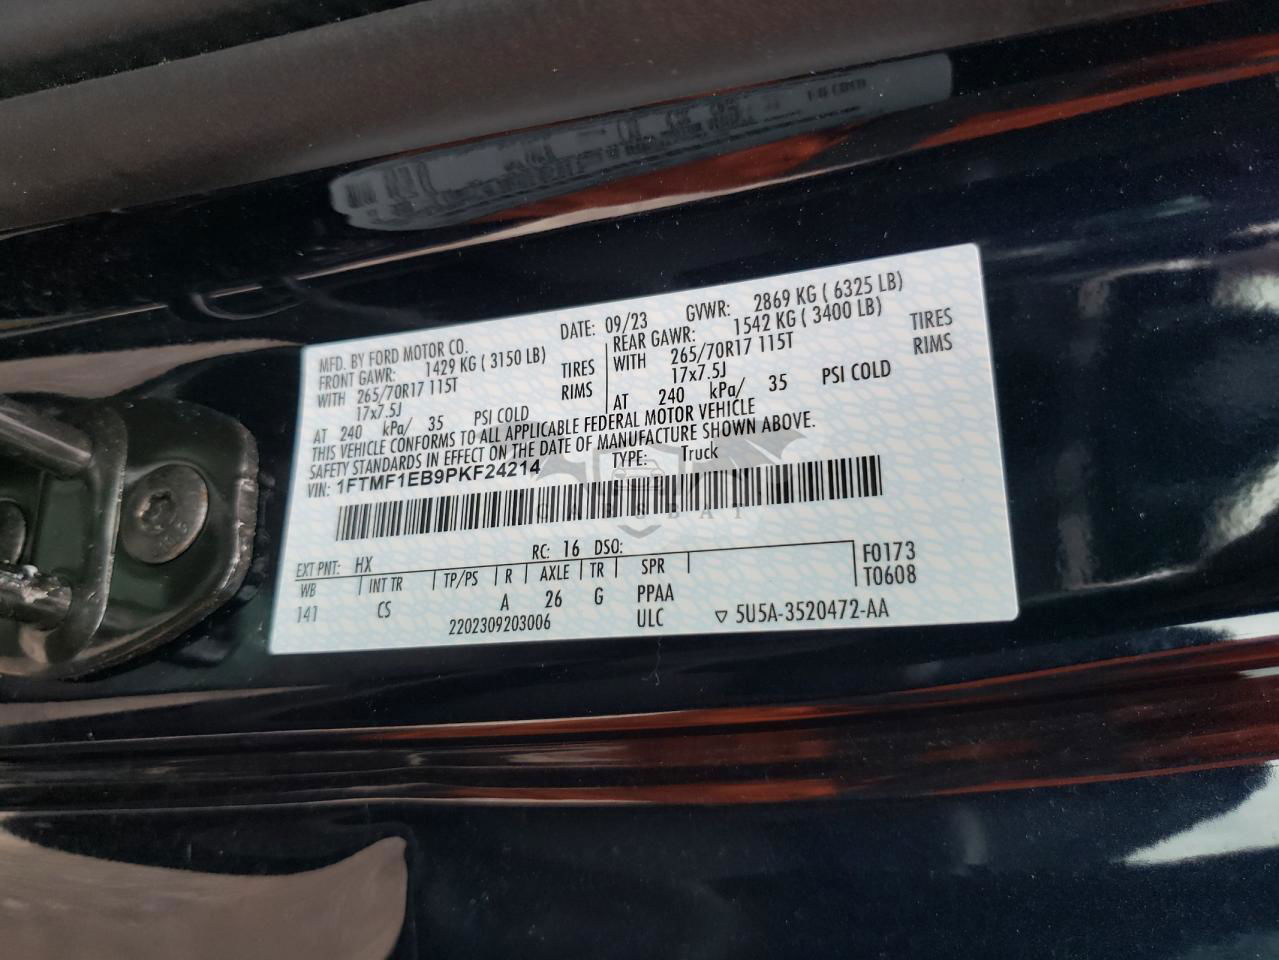 MFD. BY FORD MOTOR CO.
DATE: 09/23
GVWR: 2869 KG ( 6325 LB)
FRONT GAWR: 1429 KG ( 3150 LB)
WITH 265/70R17 115T TIRES
17x7.5J RIMS
AT 240 kPa/ 35 PSI COLD
REAR GAWR: 1542 KG ( 3400 LB)
WITH 265/70R17 115T TIRES
17x7.5J RIMS
AT 240 kPa/ 35 PSI COLD
THIS VEHICLE CONFORMS TO ALL APPLICABLE FEDERAL MOTOR VEHICLE
SAFETY STANDARDS IN EFFECT ON THE DATE OF MANUFACTURE SHOWN ABOVE.
VIN: 1FTMF1EB9PKF24214 TYPE: Truck
CARSBAT
EXT PNT: HX RC: 16 DSO: F0173
WB INT TR TP/PS R AXLE TR SPR T0608
141 CS A 26 G PPAA
2202309203006 ULC ▽ 5U5A-3520472-AA